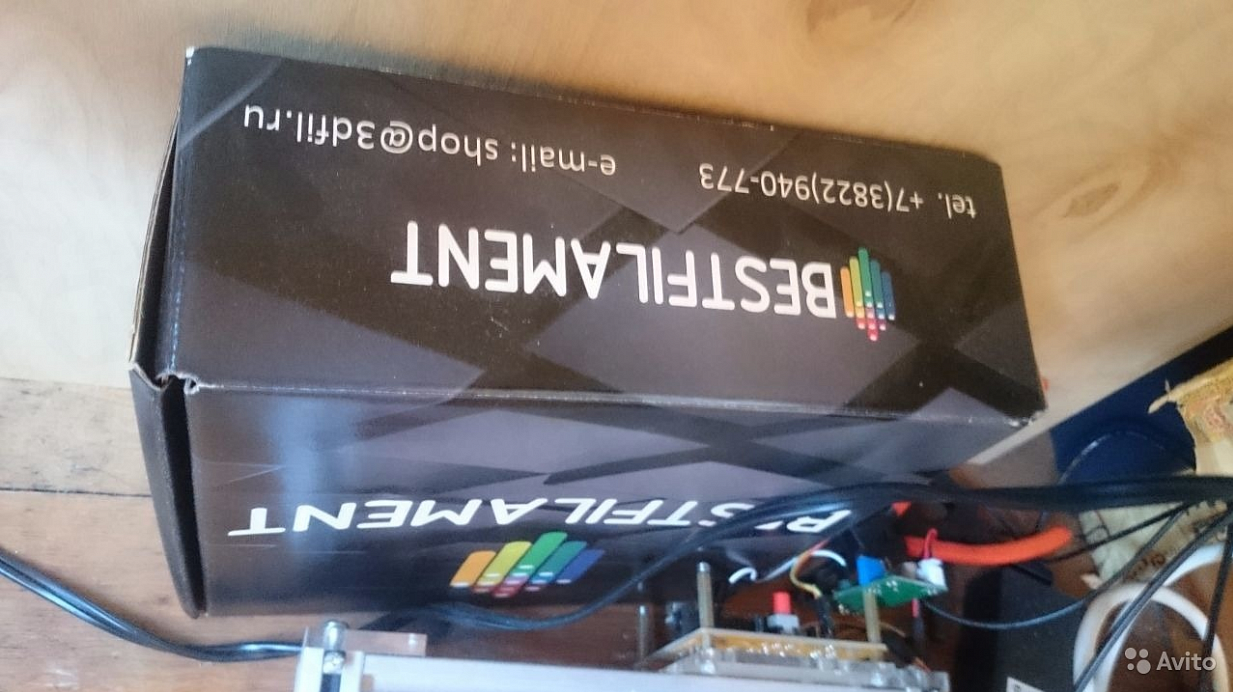 BESTFILAMENT
tel. +7(3822)940-773 e-mail: shop@3dfil.ru
BESTFILAMENT
Avito